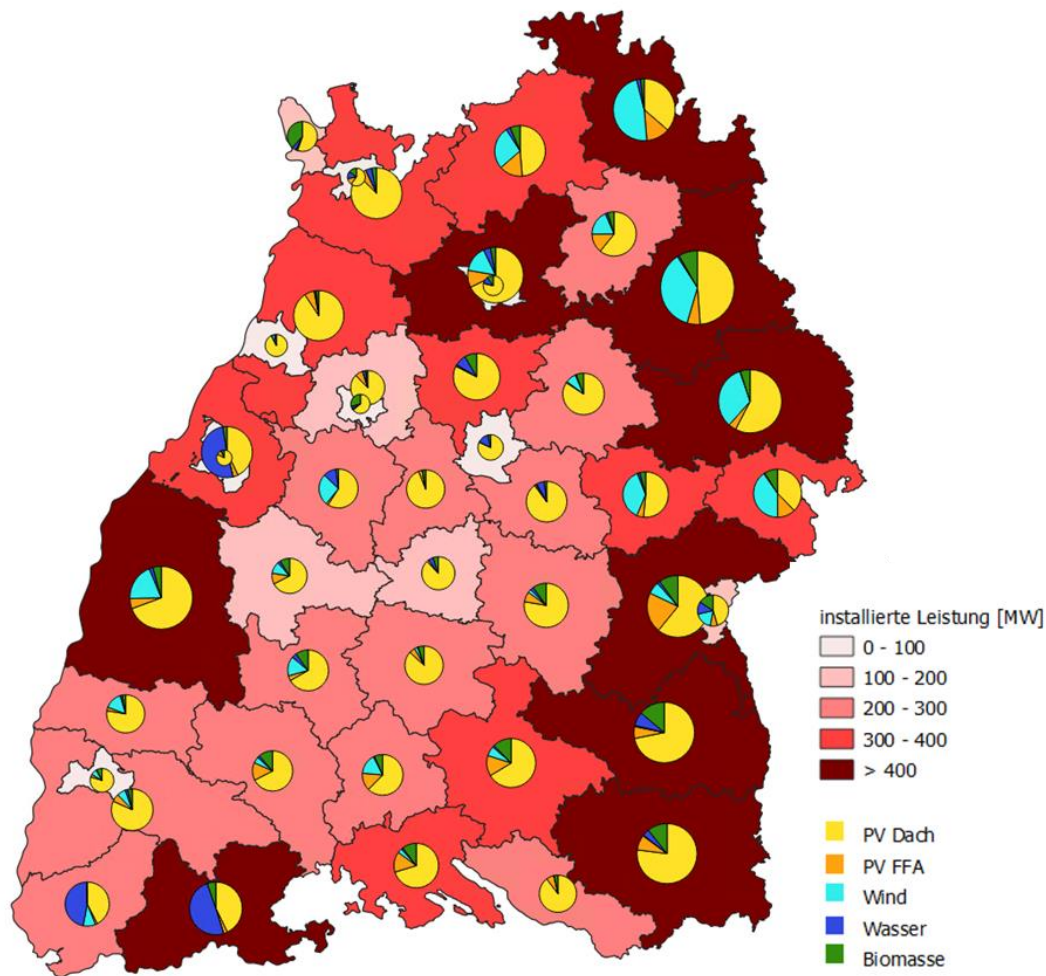 installierte Leistung [MW]
0 - 100
100 - 200
200 - 300
300 - 400
> 400
PV Dach
PV FFA
Wind
Wasser
Biomasse